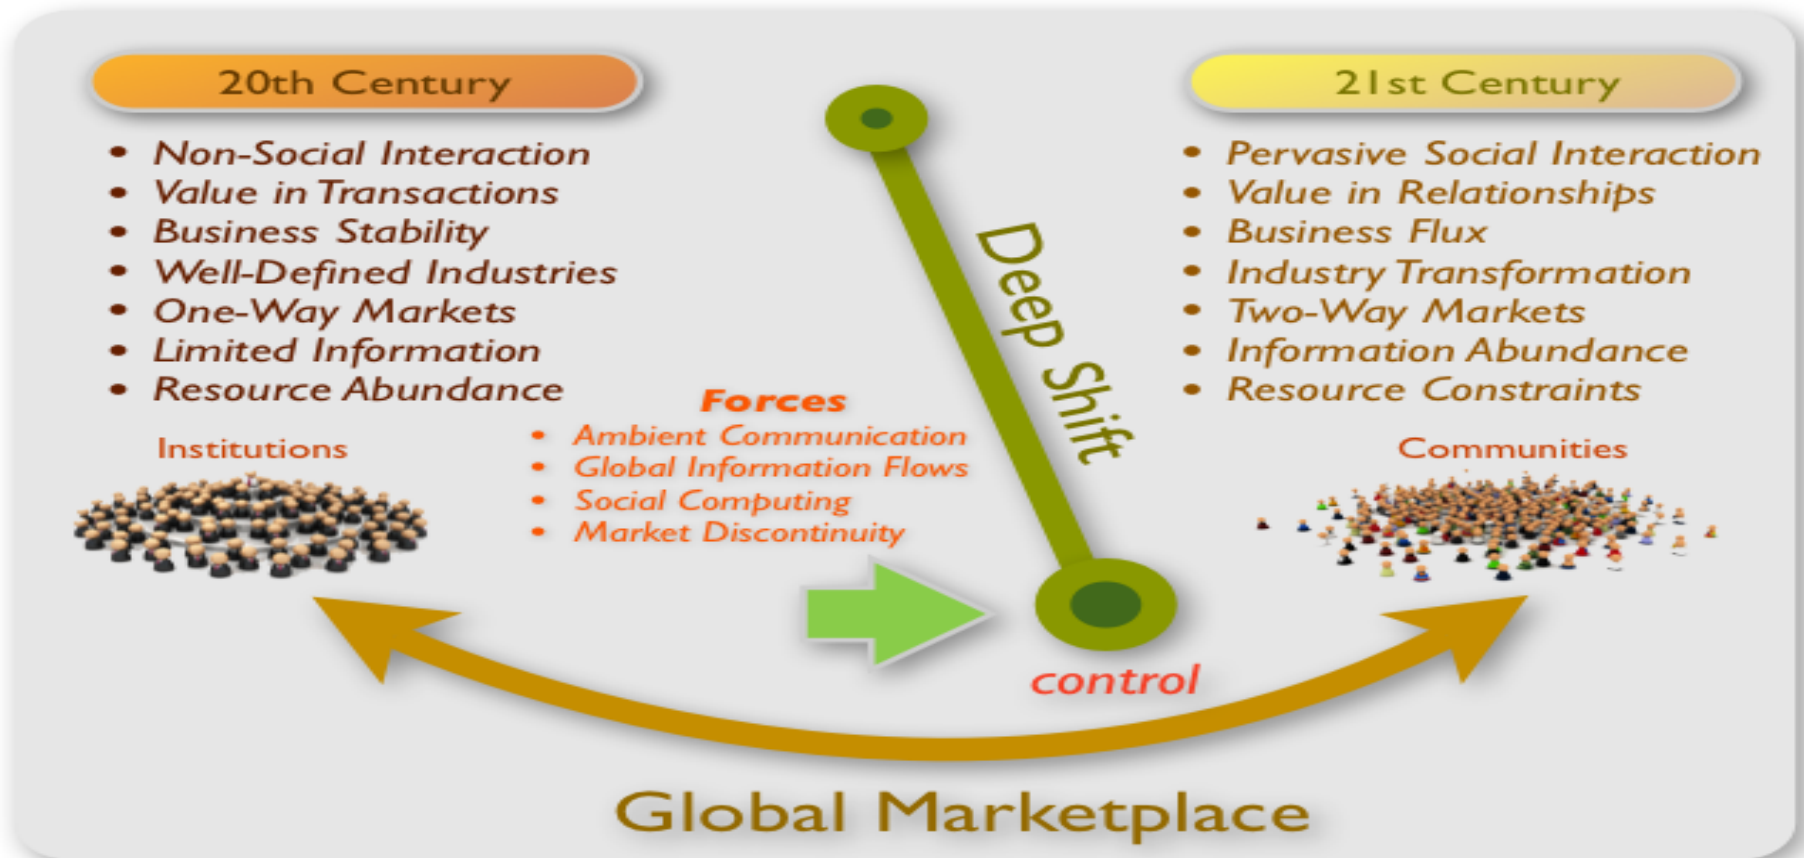 20th Century
• Non-Social Interaction
• Value in Transactions
• Business Stability
• Well-Defined Industries
• One-Way Markets
• Limited Information
• Resource Abundance
Institutions
Forces
• Ambient Communication
• Global Information Flows
• Social Computing
• Market Discontinuity
Deep Shift
control
21st Century
• Pervasive Social Interaction
• Value in Relationships
• Business Flux
• Industry Transformation
• Two-Way Markets
• Information Abundance
• Resource Constraints
Communities
Global Marketplace